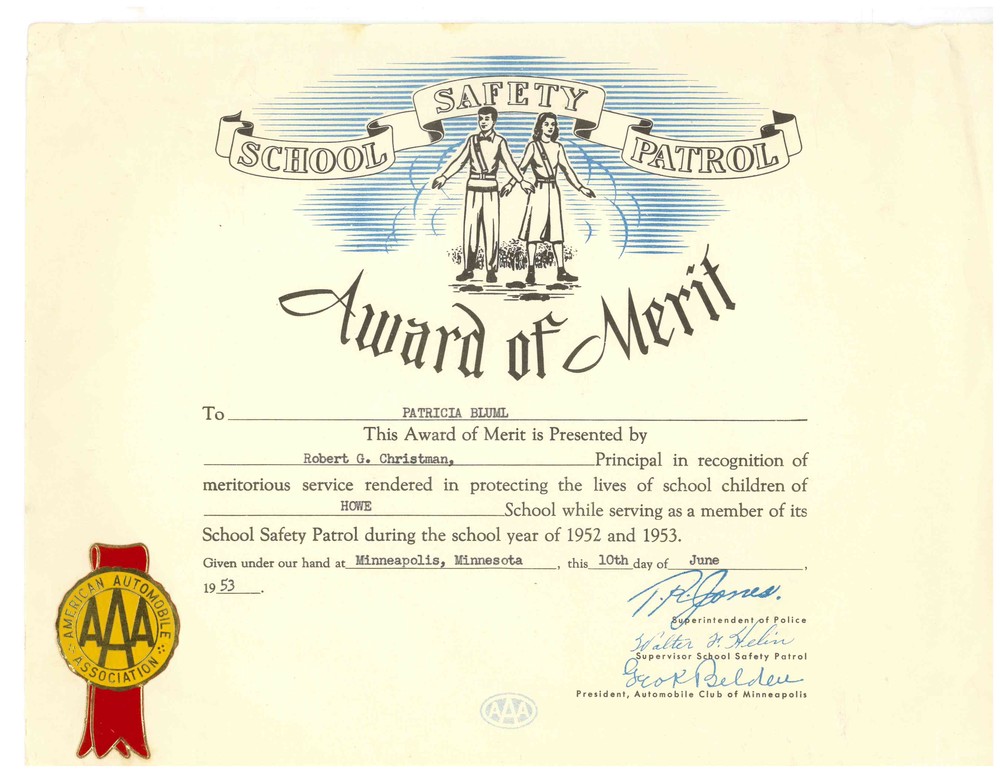 SCHOOL SAFETY PATROL
Award of Merit
To PATRICIA BLUML
This Award of Merit is Presented by
Robert G. Christman, Principal in recognition of
meritorious service rendered in protecting the lives of school children of
HOWE School while serving as a member of its
School Safety Patrol during the school year of 1952 and 1953.
Given under our hand at Minneapolis, Minnesota, this 10th day of June,
1953.
T.R. Jones.
Superintendent of Police
Walter F. Helin
Supervisor School Safety Patrol
Geo R Belden
President, Automobile Club of Minneapolis
AMERICAN AUTOMOBILE
AAA
ASSOCIATION
AAA